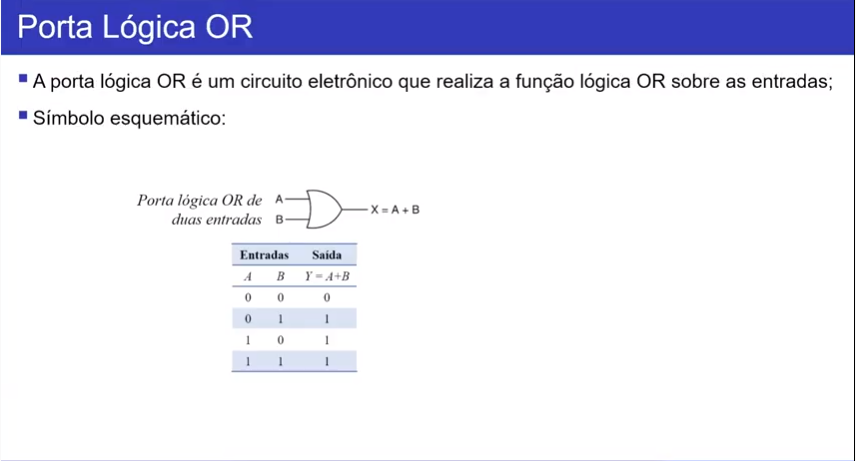 Porta Lógica OR
A porta lógica OR é um circuito eletrônico que realiza a função lógica OR sobre as entradas;
Símbolo esquemático:
Porta lógica OR de A
duas entradas B
X = A + B
Entradas Saída
A B Y = A+B
0 0 0
0 1 1
1 0 1
1 1 1